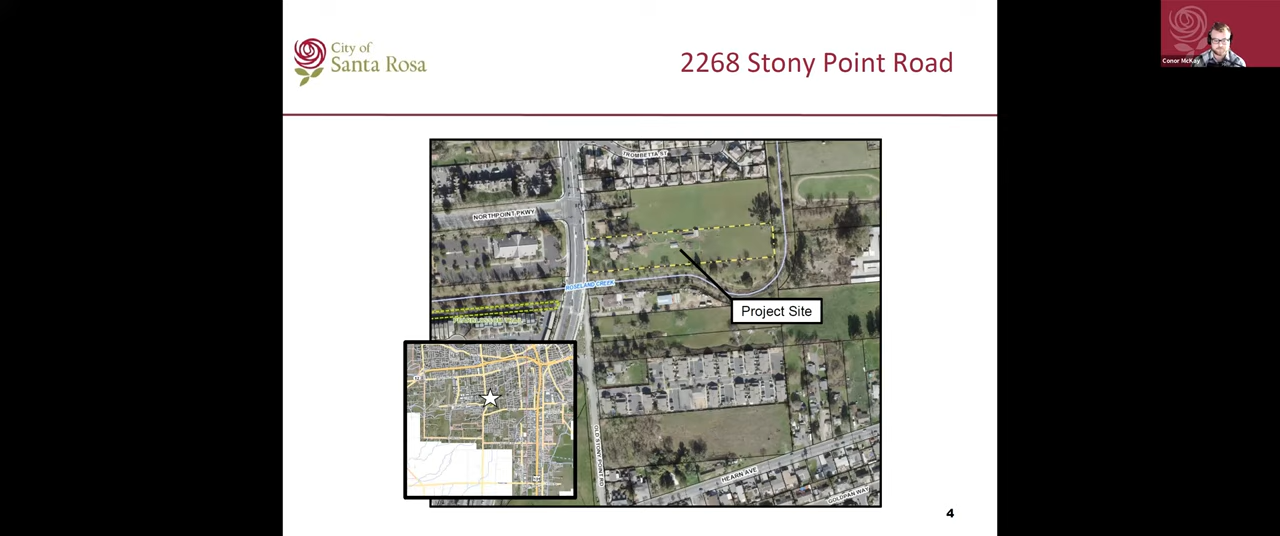 City of
Santa Rosa
2268 Stony Point Road
Conor McKay
TROMBETTA ST
NORTHPOINT PKWY
ROSELAND CREEK
Project Site
OLD STONY POINT RD
HEARN AVE
GOLDPAN WAY
4